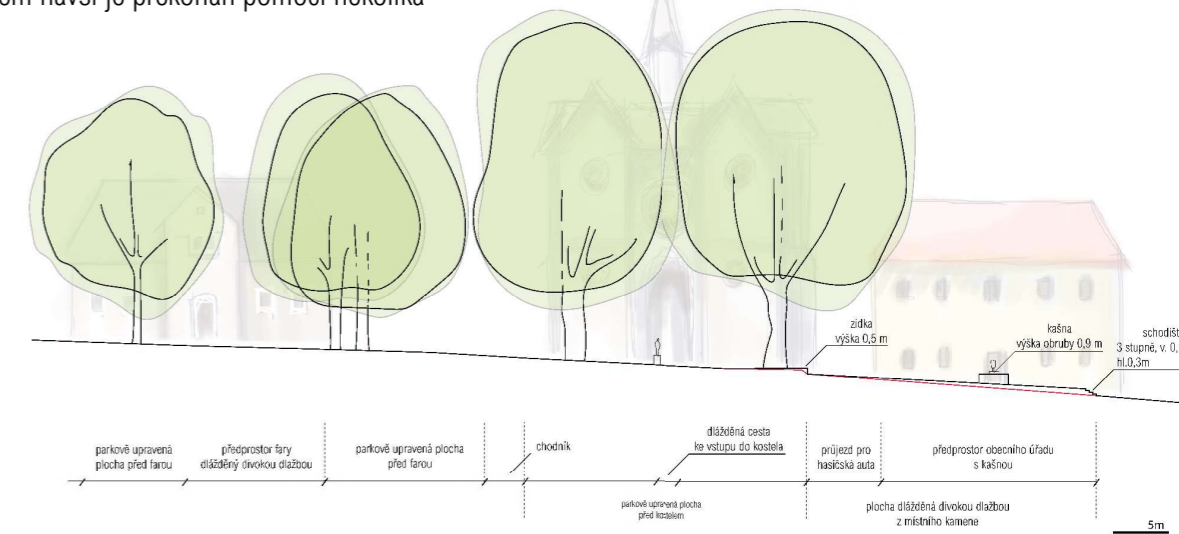 návsi je překonán pomocí několika
zídka
výška 0,5 m
kašna
výška obruby 0,9 m
3 stupně, v. 0,
hl.0,3m
parkově upravená
plocha před farou
předprostor fary
dlážděný divokou dlažbou
parkově upravená plocha
před farou
chodník
dlážděná cesta
ke vstupu do kostela
průjezd pro
hasičská auta
předprostor obecního úřadu
s kašnou
parkově upravená plocha
před kostelem
plocha dlážděná divokou dlažbou
z místního kamene
5m